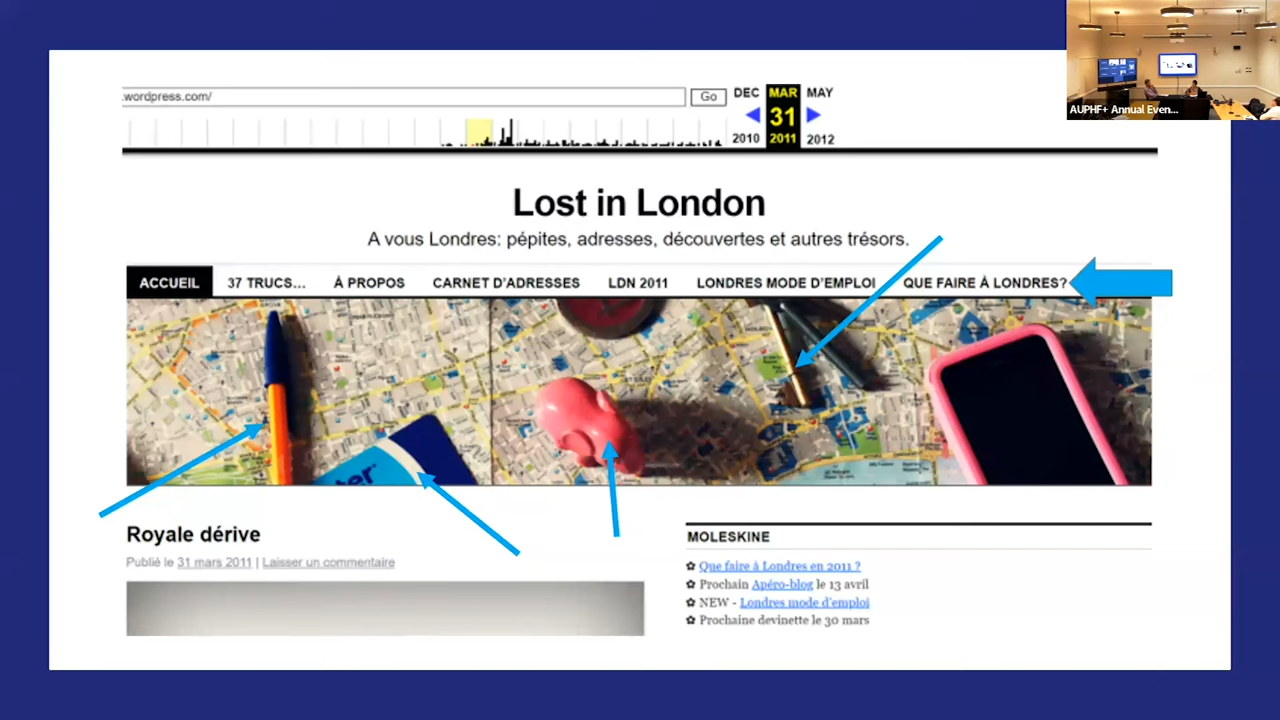 AUPHF+ Annual Even...
.wordpress.com/
Go
DEC MAR MAY
31
2010 2011 2012
Lost in London
A vous Londres: pépites, adresses, découvertes et autres trésors.
ACCUEIL 37 TRUCS... À PROPOS CARNET D'ADRESSES LDN 2011 LONDRES MODE D'EMPLOI QUE FAIRE À LONDRES?
ter
Royale dérive
Publié le 31 mars 2011 | Laisser un commentaire
MOLESKINE
✿ Que faire à Londres en 2011 ?
✿ Prochain Apéro-blog le 13 avril
✿ NEW - Londres mode d'emploi
✿ Prochaine devinette le 30 mars